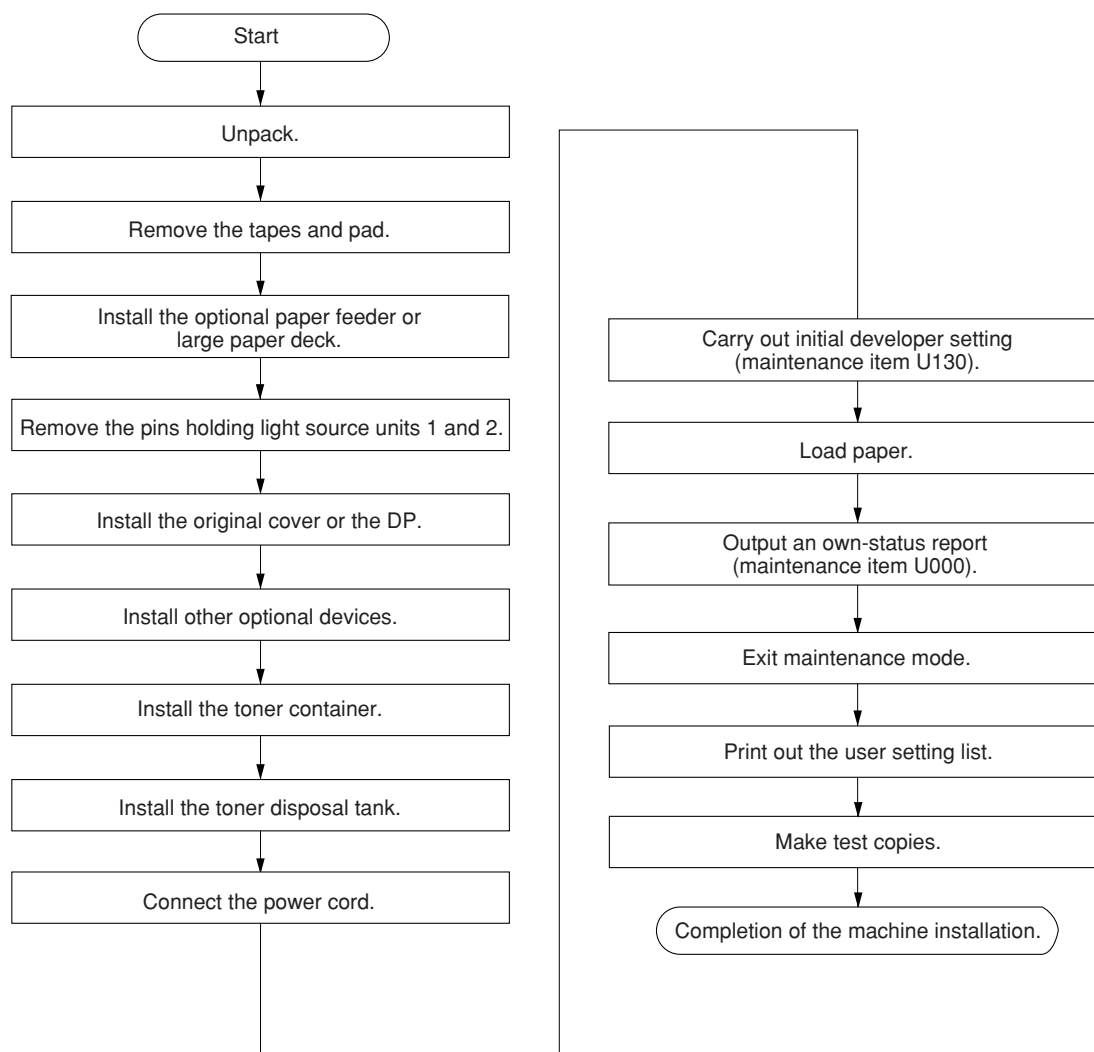 Start
Unpack.
Remove the tapes and pad.
Install the optional paper feeder or
large paper deck.
Remove the pins holding light source units 1 and 2.
Install the original cover or the DP.
Install other optional devices.
Install the toner container.
Install the toner disposal tank.
Connect the power cord.
Carry out initial developer setting
(maintenance item U130).
Load paper.
Output an own-status report
(maintenance item U000).
Exit maintenance mode.
Print out the user setting list.
Make test copies.
Completion of the machine installation.